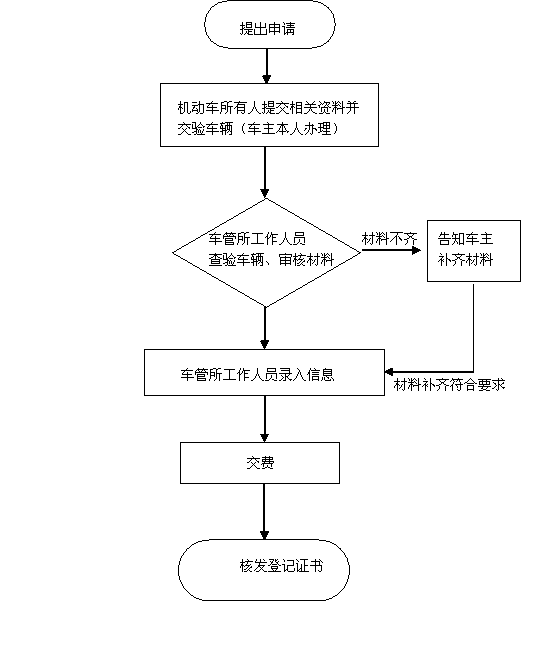 提出申请
机动车所有人提交相关资料并
交验车辆（车主本人办理）
车管所工作人员
查验车辆、审核材料
材料不齐
告知车主
补齐材料
车管所工作人员录入信息
材料补齐符合要求
交费
核发登记证书